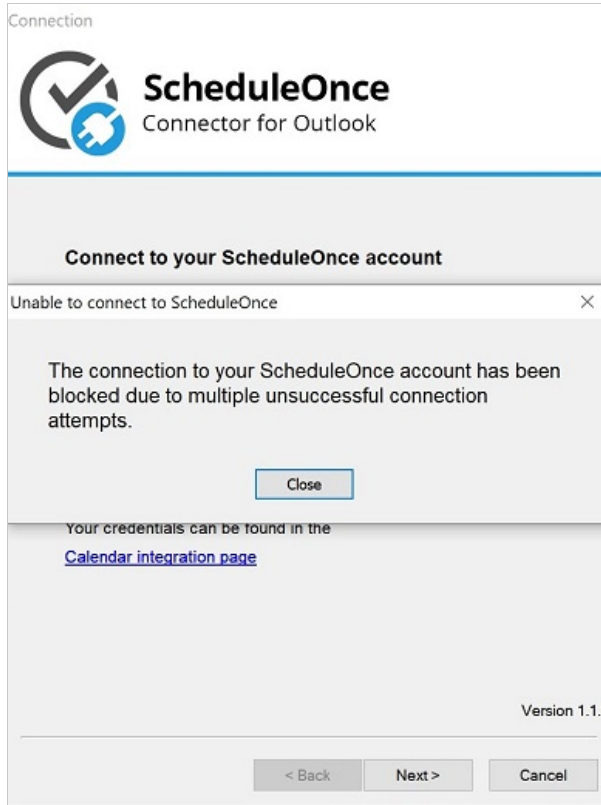 Connection
ScheduleOnce
Connector for Outlook
Connect to your ScheduleOnce account
Unable to connect to ScheduleOnce
The connection to your ScheduleOnce account has been
blocked due to multiple unsuccessful connection
attempts.
Close
Your credentials can be found in the
Calendar integration page
Version 1.1.
< Back
Next >
Cancel